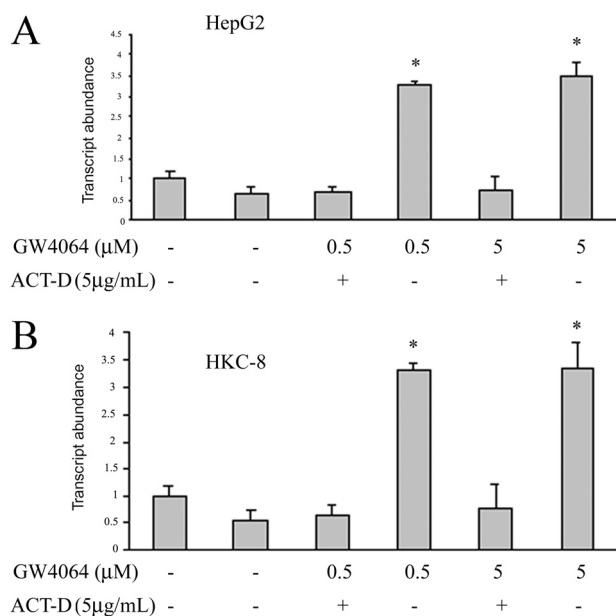 A
HepG2
Transcript abundance
4.5
4
3.5
3
2.5
2
1.5
1
0.5
0
*
*
GW4064 (μM) - - 0.5 0.5 5 5
ACT-D (5μg/mL) - - + - + -
B
HKC-8
Transcript abundance
4
3.5
3
2.5
2
1.5
1
0.5
0
*
*
GW4064 (μM) - - 0.5 0.5 5 5
ACT-D (5μg/mL) - - + - + -